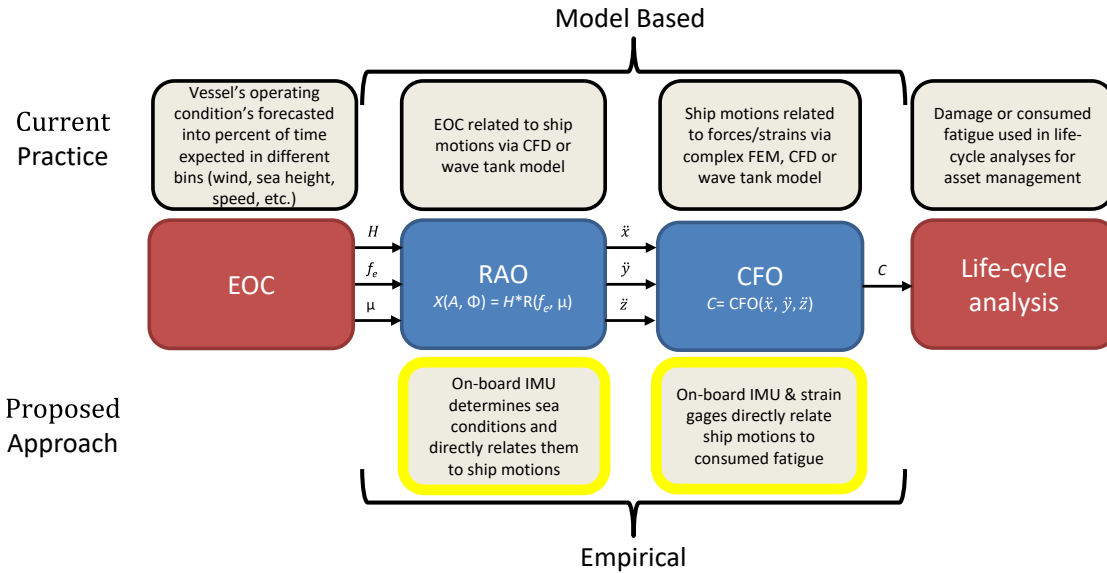 Model Based
Current
Practice
Vessel's operating
condition's forecasted
into percent of time
expected in different
bins (wind, sea height,
speed, etc.)
EOC related to ship
motions via CFD or
wave tank model
Ship motions related
to forces/strains via
complex FEM, CFD or
wave tank model
Damage or consumed
fatigue used in life-
cycle analyses for
asset management
EOC
H
f_e
μ
RAO
X(A, Φ) = H*R(f_e, μ)
ẍ
ÿ
z̈
CFO
C= CFO(ẍ, ÿ, z̈)
C
Life-cycle
analysis
Proposed
Approach
On-board IMU
determines sea
conditions and
directly relates them
to ship motions
On-board IMU & strain
gages directly relate
ship motions to
consumed fatigue
Empirical